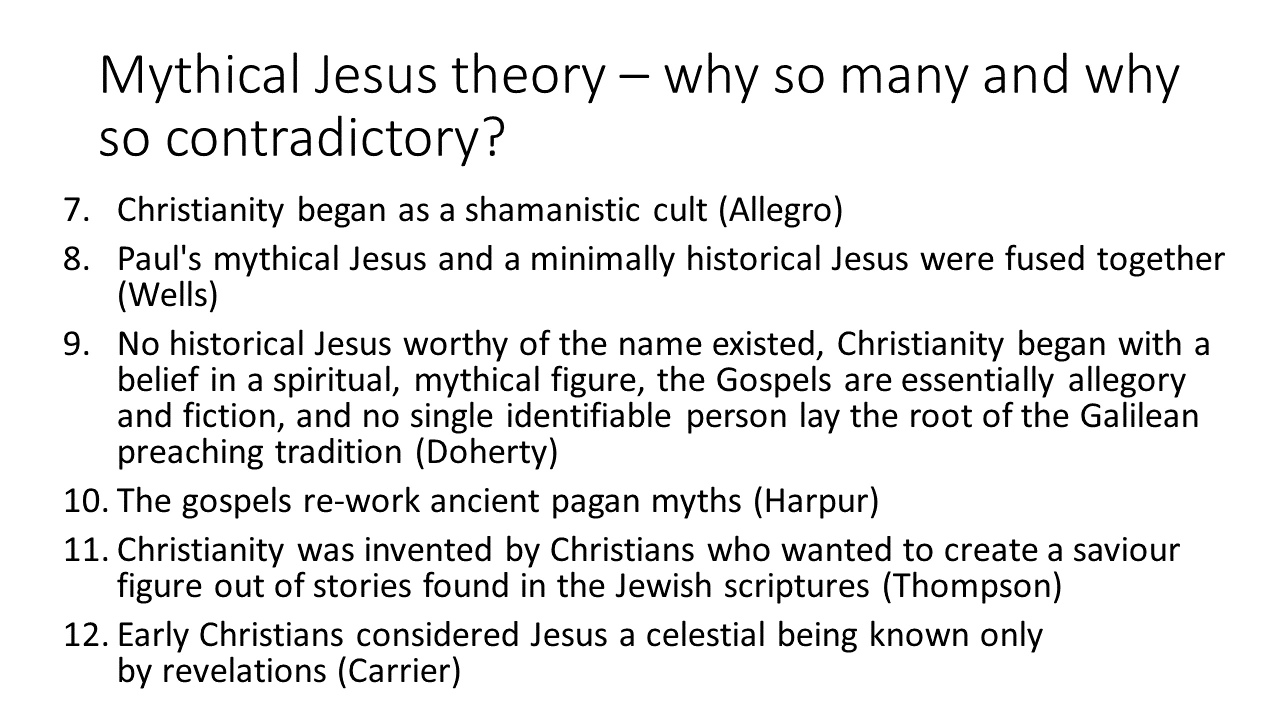 Mythical Jesus theory – why so many and why
so contradictory?
7. Christianity began as a shamanistic cult (Allegro)
8. Paul's mythical Jesus and a minimally historical Jesus were fused together
(Wells)
9. No historical Jesus worthy of the name existed, Christianity began with a
belief in a spiritual, mythical figure, the Gospels are essentially allegory
and fiction, and no single identifiable person lay the root of the Galilean
preaching tradition (Doherty)
10. The gospels re-work ancient pagan myths (Harpur)
11. Christianity was invented by Christians who wanted to create a saviour
figure out of stories found in the Jewish scriptures (Thompson)
12. Early Christians considered Jesus a celestial being known only
by revelations (Carrier)